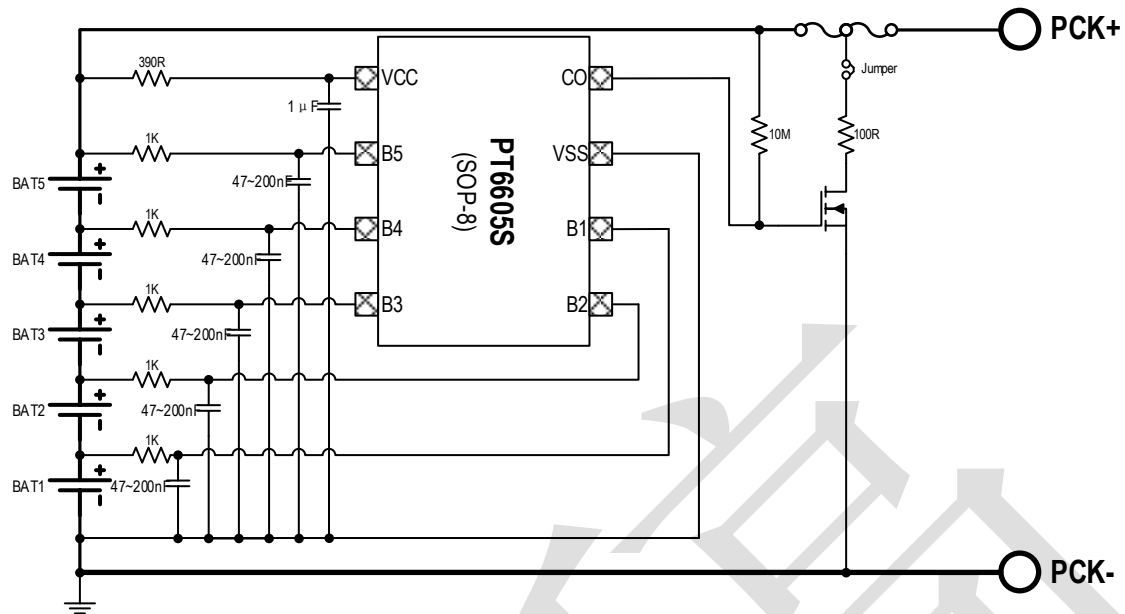 PCK+
390R
VCC
CO
Jumper
1 μF
10M
100R
1K
B5
VSS
PT6605S
(SOP-8)
BAT5
47~200nF
1K
B4
B1
BAT4
47~200nF
1K
B3
B2
BAT3
47~200nF
1K
BAT2
47~200nF
1K
BAT1
47~200nF
PCK-